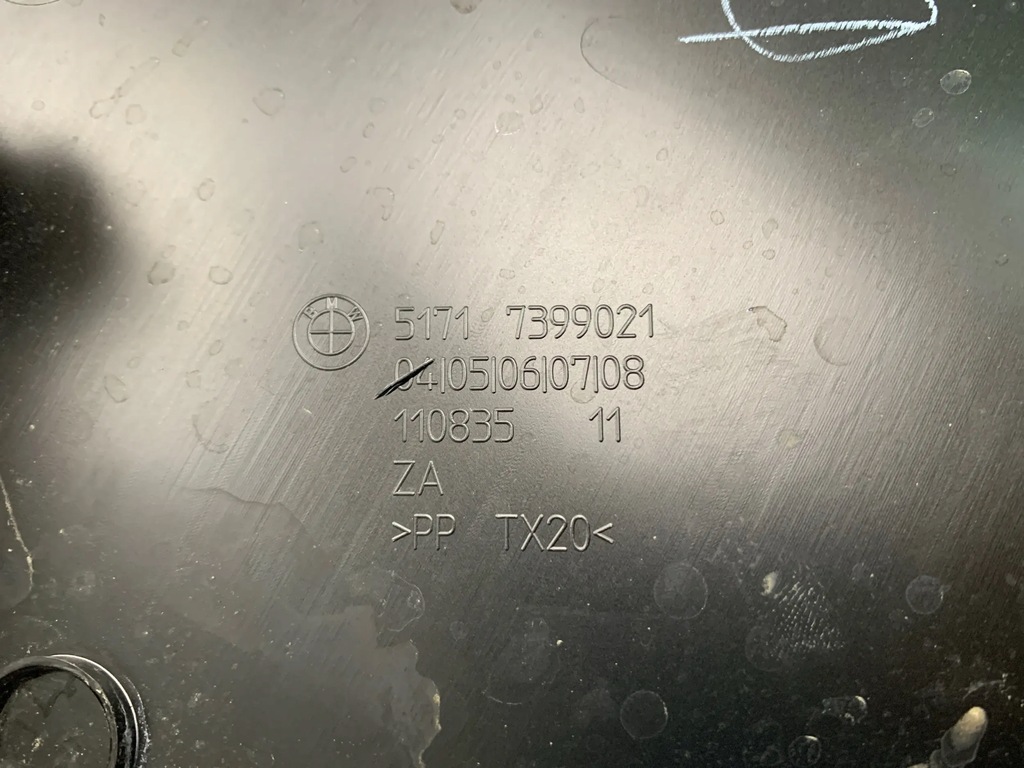 BMW
5171 7399021
04|05|06|07|08
110835 11
ZA
>PP TX20<